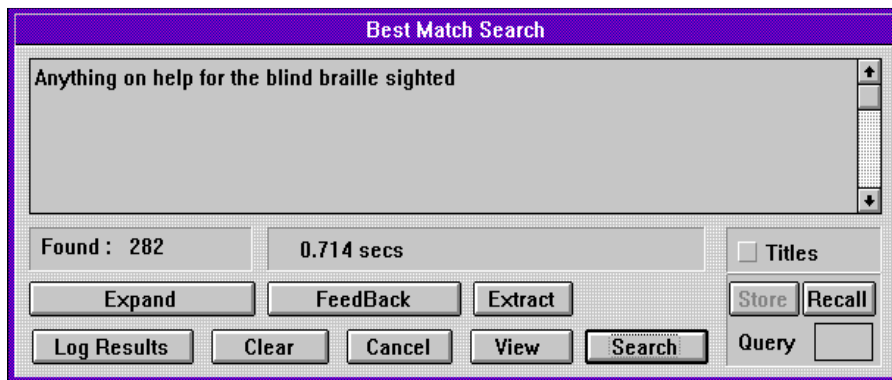 Best Match Search
Anything on help for the blind braille sighted
Found : 282
0.714 secs
Titles
Expand
FeedBack
Extract
Store
Recall
Log Results
Clear
Cancel
View
Search
Query